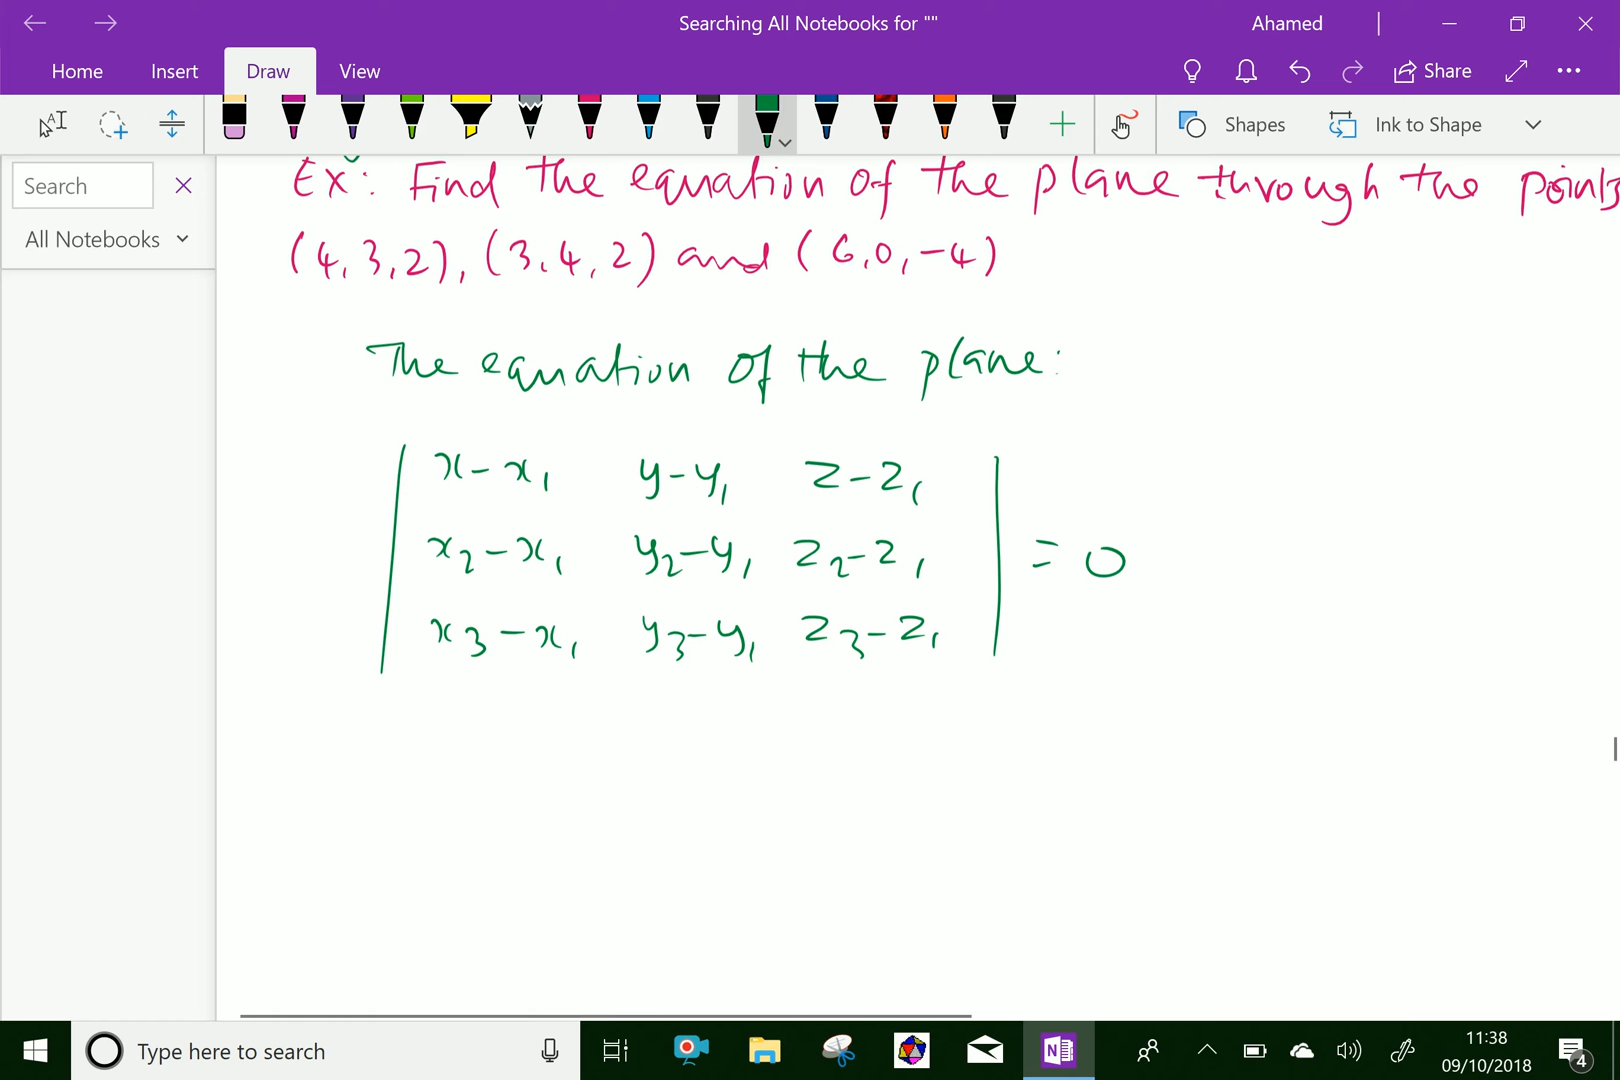 Searching All Notebooks for ""
Ahamed
Home Insert Draw View
Share
Shapes Ink to Shape
Search
All Notebooks
Ex: Find the equation of the plane through the points
(4, 3, 2), (3, 4, 2) and (6, 0, -4)
The equation of the plane:
| x - x₁ y - y₁ z - z₁ |
| x₂ - x₁ y₂ - y₁ z₂ - z₁ | = 0
| x₃ - x₁ y₃ - y₁ z₃ - z₁ |
Type here to search
N
11:38
09/10/2018
4